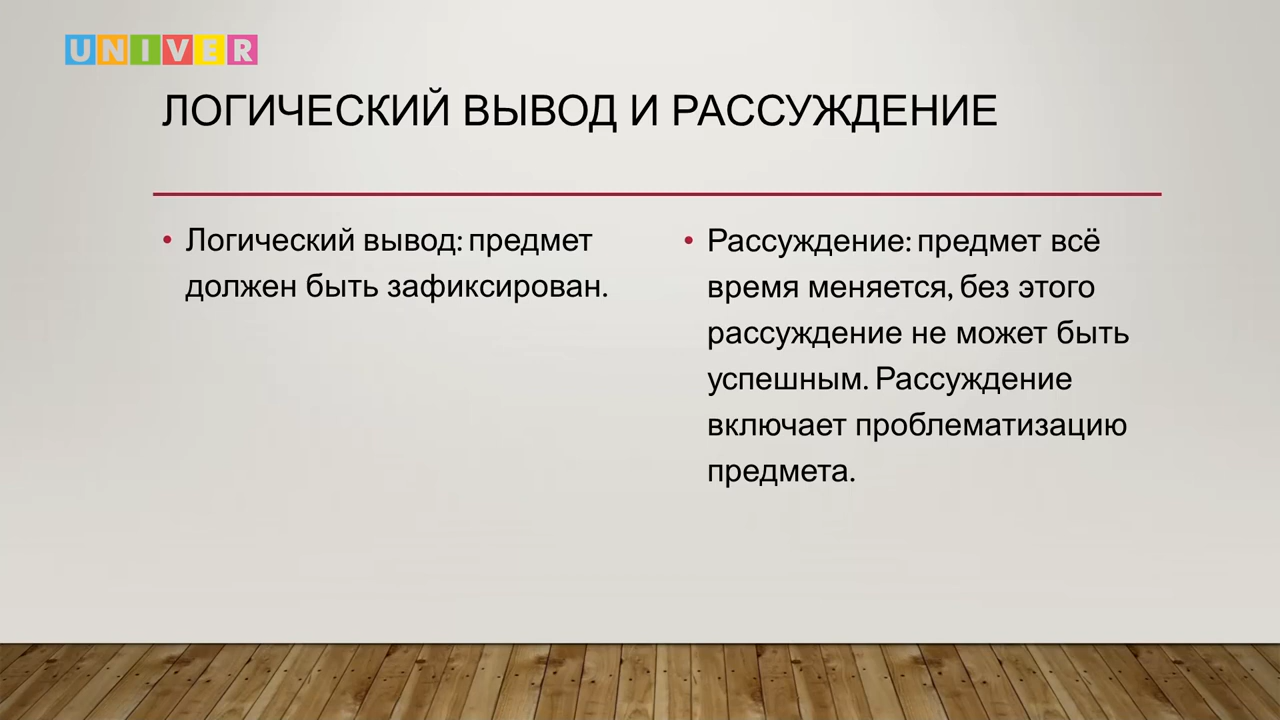 UNIVER
ЛОГИЧЕСКИЙ ВЫВОД И РАССУЖДЕНИЕ
• Логический вывод: предмет
должен быть зафиксирован.
• Рассуждение: предмет всё
время меняется, без этого
рассуждение не может быть
успешным. Рассуждение
включает проблематизацию
предмета.